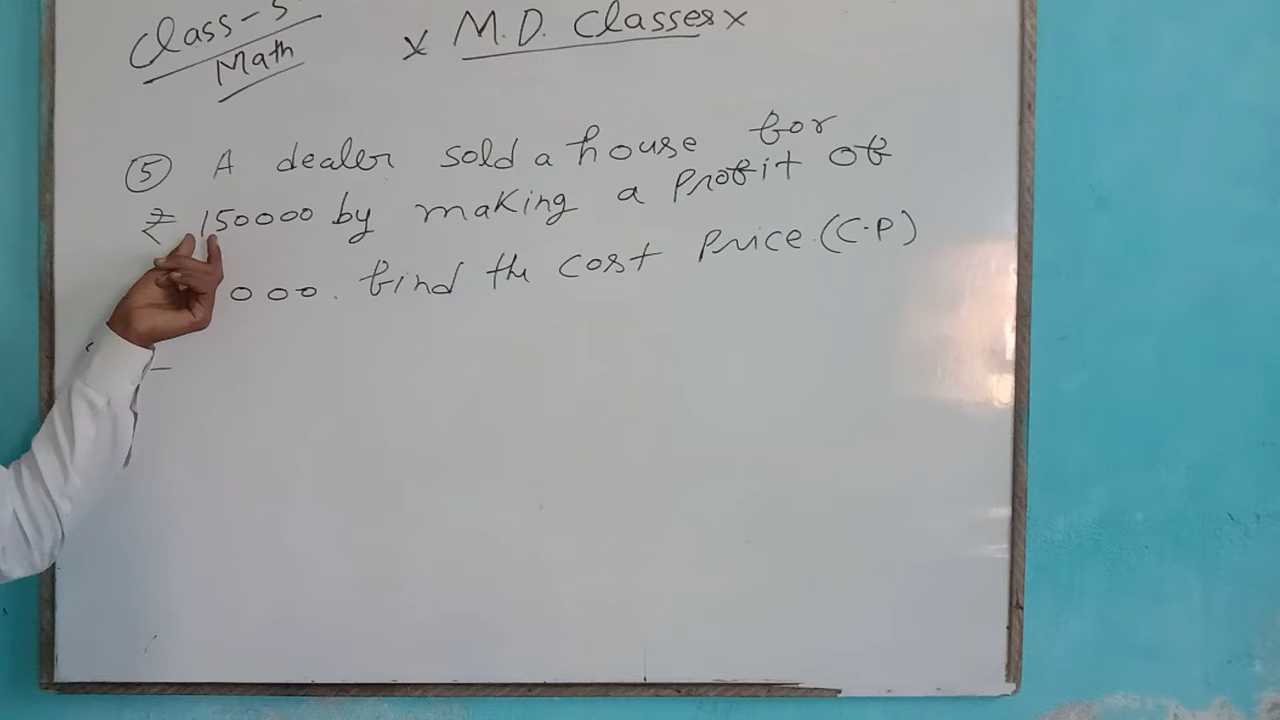 Class-5
Math
x M.D. Classes x
⑤ A dealer sold a house for
₹ 150000 by making a Profit of
000. find the cost Price.(C.P)